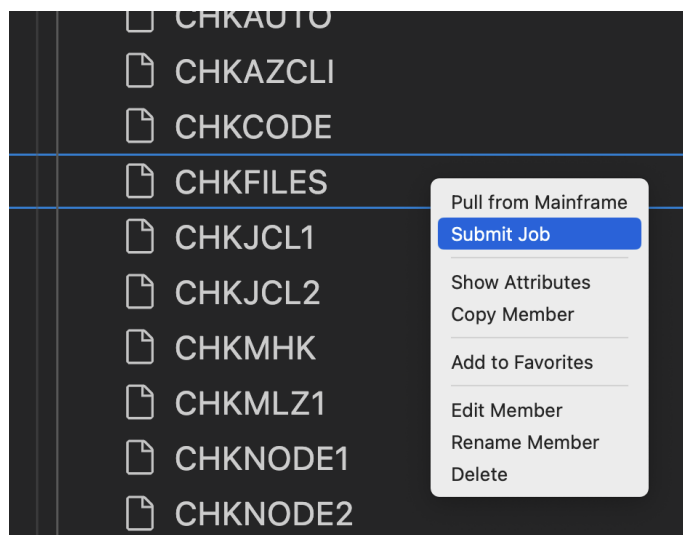 CHKAUTO
CHKAZCLI
CHKCODE
CHKFILES
CHKJCL1
CHKJCL2
CHKMHK
CHKMLZ1
CHKNODE1
CHKNODE2
Pull from Mainframe
Submit Job
Show Attributes
Copy Member
Add to Favorites
Edit Member
Rename Member
Delete